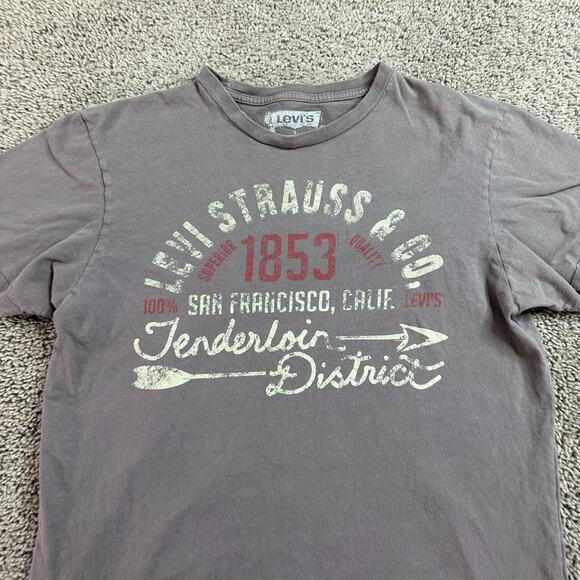 Levi's
LEVI STRAUSS & CO.
SUPERIOR 1853 QUALITY
100% SAN FRANCISCO, CALIF. LEVI'S
Tenderloin
District